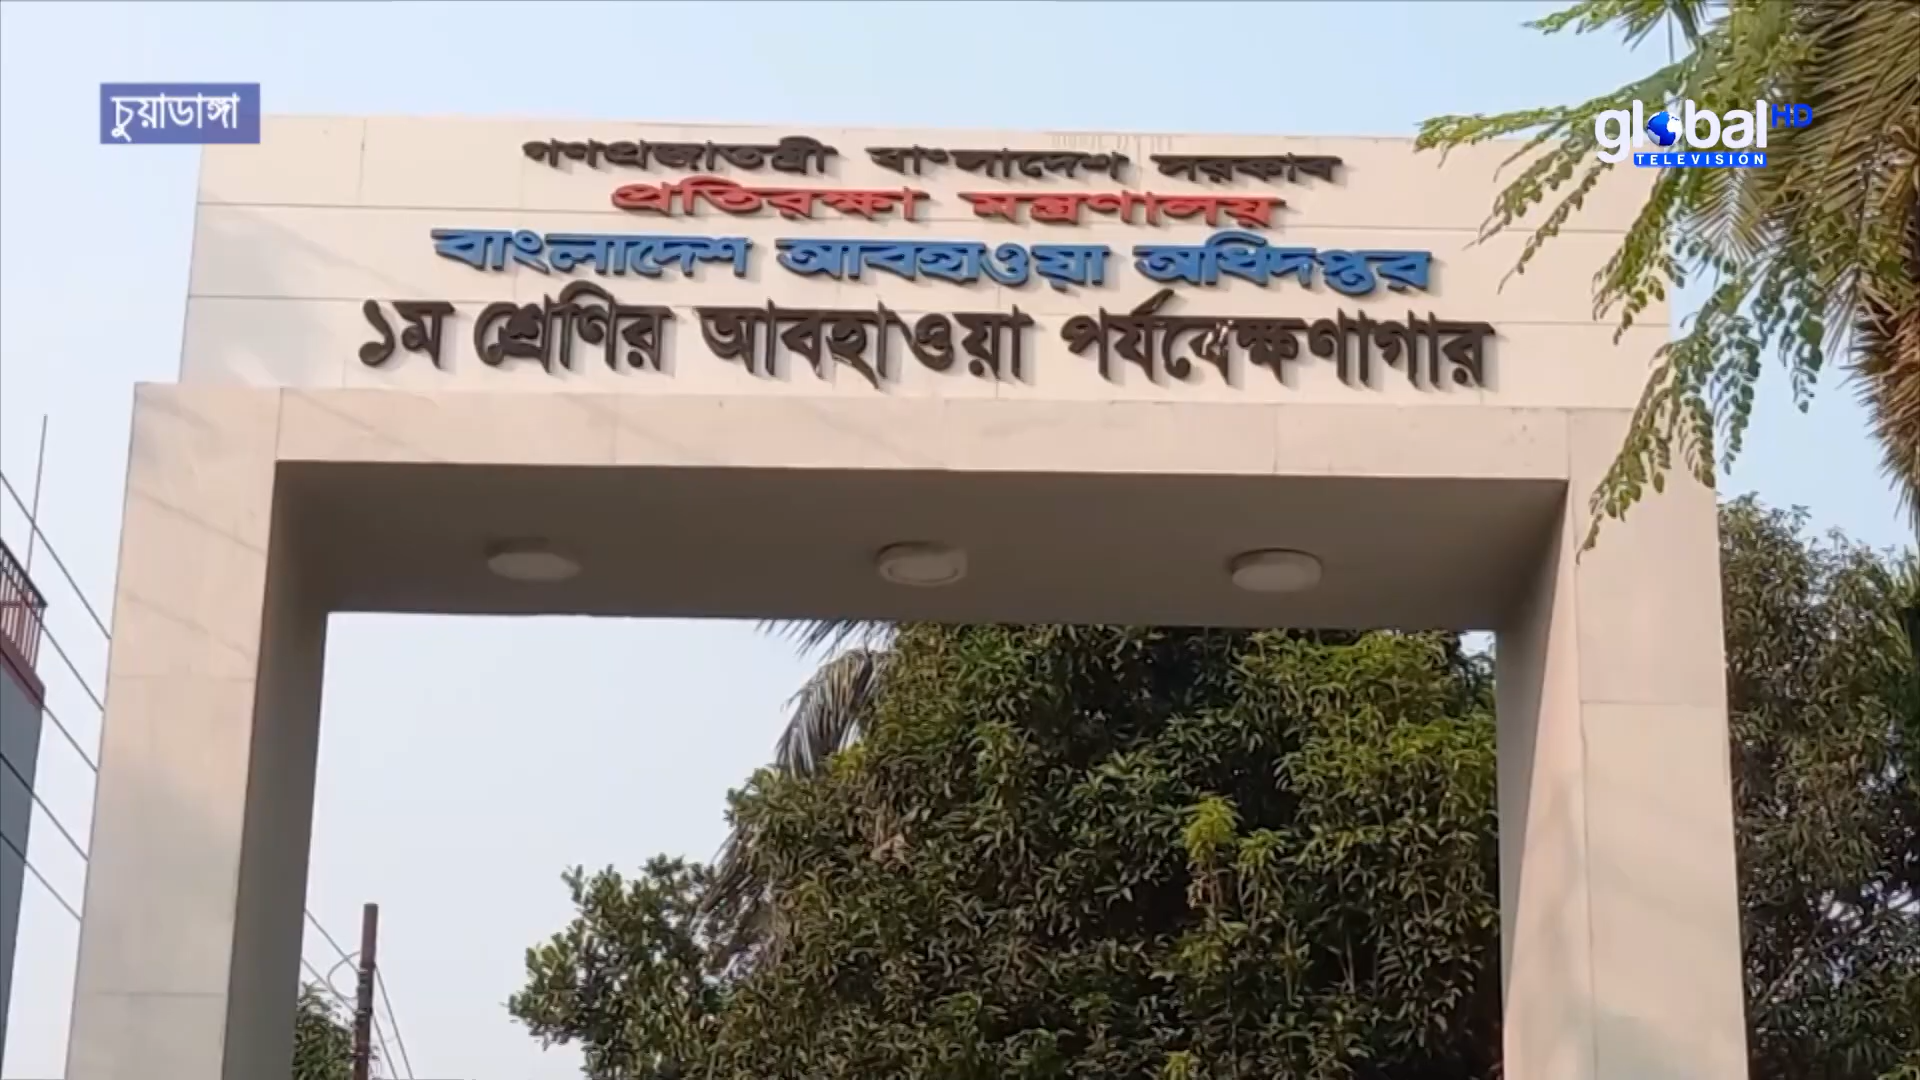 চুয়াডাঙ্গা
global HD
TELEVISION
গণপ্রজাতন্ত্রী বাংলাদেশ সরকার
প্রতিরক্ষা মন্ত্রণালয়
বাংলাদেশ আবহাওয়া অধিদপ্তর
১ম শ্রেণির আবহাওয়া পর্যবেক্ষণাগার